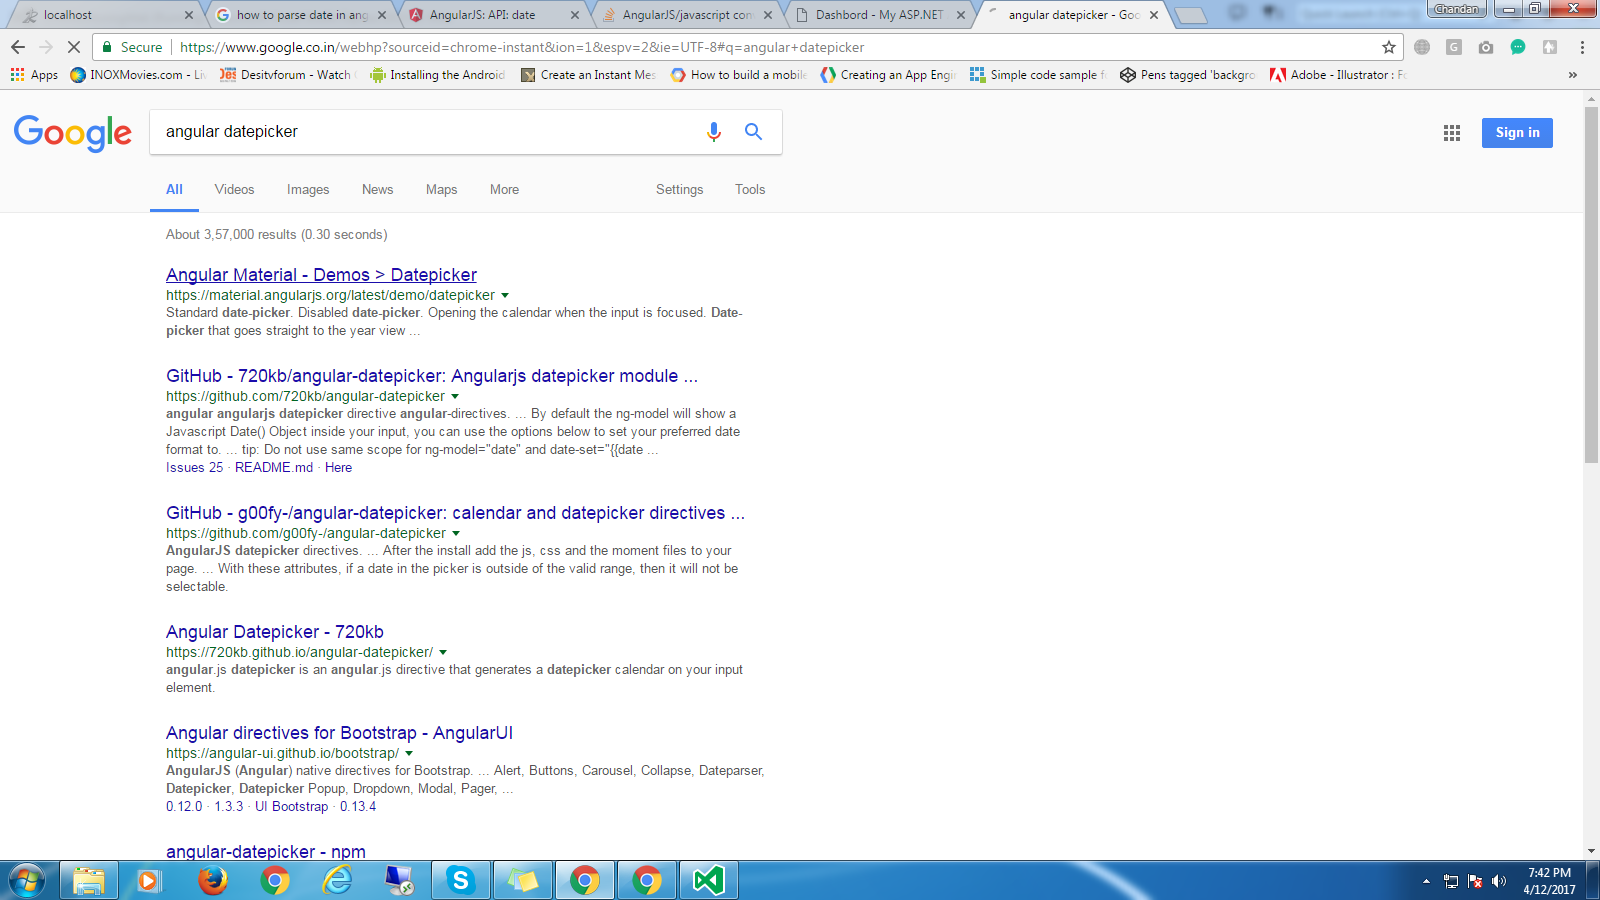 localhost
how to parse date in ang
AngularJS: API: date
AngularJS/javascript con
Dashbord - My ASP.NET
angular datepicker - Goo
Chandan
Secure
https://www.google.co.in/webhp?sourceid=chrome-instant&ion=1&espv=2&ie=UTF-8#q=angular+datepicker
Apps
INOXMovies.com - Liv
Desitvforum - Watch
Installing the Android
Create an Instant Mes
How to build a mobile
Creating an App Engi
Simple code sample f
Pens tagged 'backgro
Adobe - Illustrator : Fo
Google
angular datepicker
Sign in
All
Videos
Images
News
Maps
More
Settings
Tools
About 3,57,000 results (0.30 seconds)
Angular Material - Demos > Datepicker
https://material.angularjs.org/latest/demo/datepicker
Standard date-picker. Disabled date-picker. Opening the calendar when the input is focused. Date-
picker that goes straight to the year view ...
GitHub - 720kb/angular-datepicker: Angularjs datepicker module ...
https://github.com/720kb/angular-datepicker
angular angularjs datepicker directive angular-directives. ... By default the ng-model will show a
Javascript Date() Object inside your input, you can use the options below to set your preferred date
format to. ... tip: Do not use same scope for ng-model="date" and date-set="{{date ...
Issues 25 · README.md · Here
GitHub - g00fy-/angular-datepicker: calendar and datepicker directives ...
https://github.com/g00fy-/angular-datepicker
AngularJS datepicker directives. ... After the install add the js, css and the moment files to your
page. ... With these attributes, if a date in the picker is outside of the valid range, then it will not be
selectable.
Angular Datepicker - 720kb
https://720kb.github.io/angular-datepicker/
angular.js datepicker is an angular.js directive that generates a datepicker calendar on your input
element.
Angular directives for Bootstrap - AngularUI
https://angular-ui.github.io/bootstrap/
AngularJS (Angular) native directives for Bootstrap. ... Alert, Buttons, Carousel, Collapse, Dateparser,
Datepicker, Datepicker Popup, Dropdown, Modal, Pager, ...
0.12.0 · 1.3.3 · UI Bootstrap · 0.13.4
angular-datepicker - npm
7:42 PM
4/12/2017